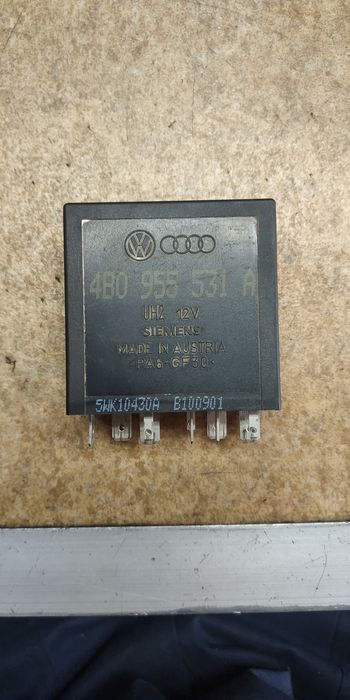 4B0 955 531 A
UHZ 12V
SIEMENS
MADE IN AUSTRIA
>PA6-GF30<
5WK10430A B100901